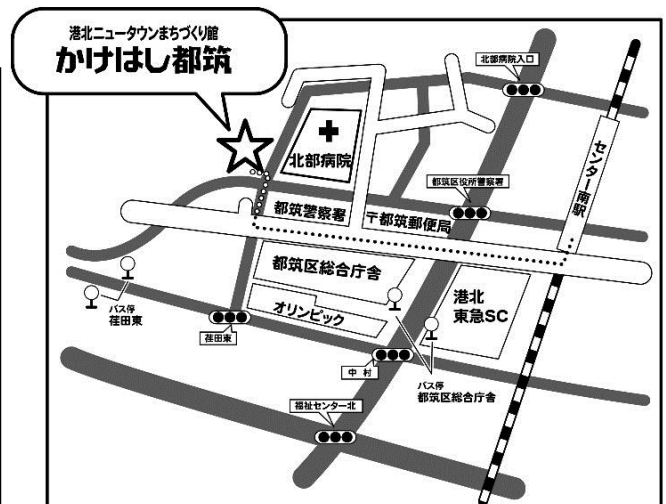 港北ニュータウンまちづくり館
かけはし都筑
北部病院入口
北部病院
センター南駅
都筑区役所警察署
都筑警察署
〒都筑郵便局
都筑区総合庁舎
港北
東急SC
オリンピック
バス停
荏田東
荏田東
中村
バス停
都筑区総合庁舎
福祉センター北